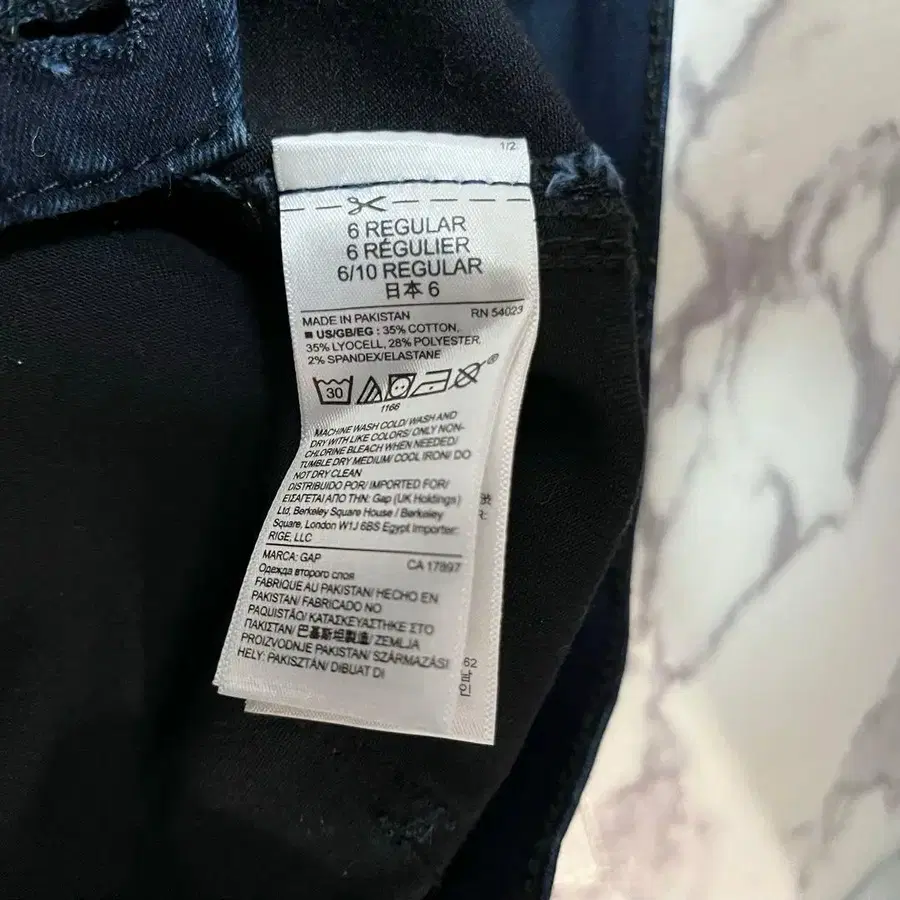 1/2
6 REGULAR
6 RÉGULIER
6/10 REGULAR
日本 6
MADE IN PAKISTAN RN 54023
■ US/GB/EG : 35% COTTON,
35% LYOCELL, 28% POLYESTER,
2% SPANDEX/ELASTANE
30
®
1166
MACHINE WASH COLD/ WASH AND
DRY WITH LIKE COLORS/ ONLY NON-
CHLORINE BLEACH WHEN NEEDED/
TUMBLE DRY MEDIUM/ COOL IRON/ DO
NOT DRY CLEAN
DISTRIBUIDO POR/ IMPORTED FOR/
ΕΙΣΑΓΕΤΑΙ ΑΠΟ ΤΗΝ: Gap (UK Holdings)
Ltd, Berkeley Square House / Berkeley
Square, London W1J 6BS Egypt Importer:
RIGE, LLC
MARCA: GAP CA 17897
Одежда второго слоя
FABRIQUE AU PAKISTAN/ HECHO EN
PAKISTAN/ FABRICADO NO
PAQUISTÃO/ ΚΑΤΑΣΚΕΥΑΣΤΗΚΕ ΣΤΟ
ΠΑΚΙΣΤΑΝ/ 巴基斯坦製造/ ZEMLJA
PROIZVODNJE PAKISTAN/ SZÁRMAZÁSI
HELY: PAKISZTÁN/ DIBUAT DI
62
남
인